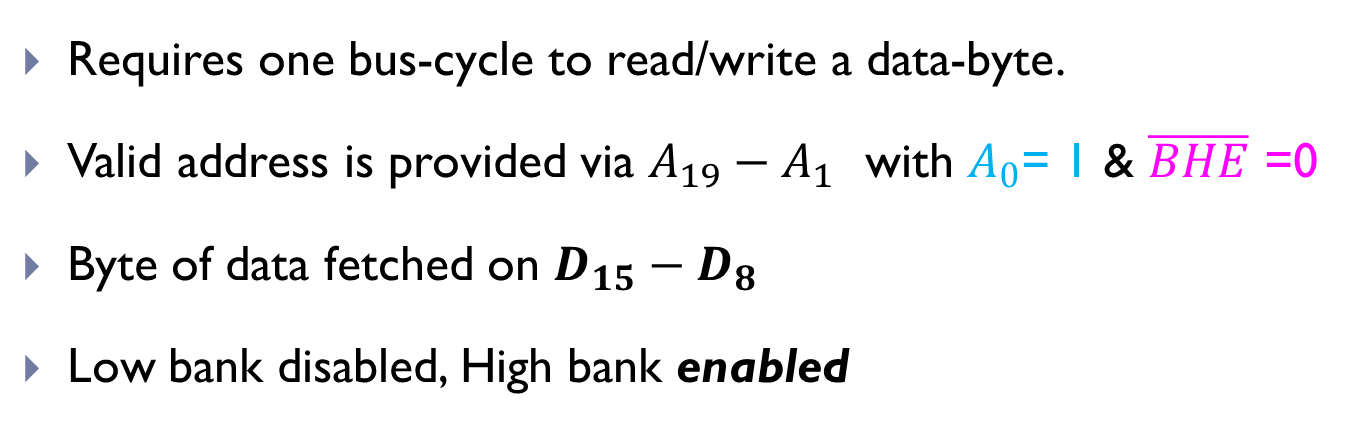 Requires one bus-cycle to read/write a data-byte.
Valid address is provided via A₁₉ − A₁ with A₀= 1 & B̅H̅E̅ =0
Byte of data fetched on D₁₅ − D₈
Low bank disabled, High bank enabled